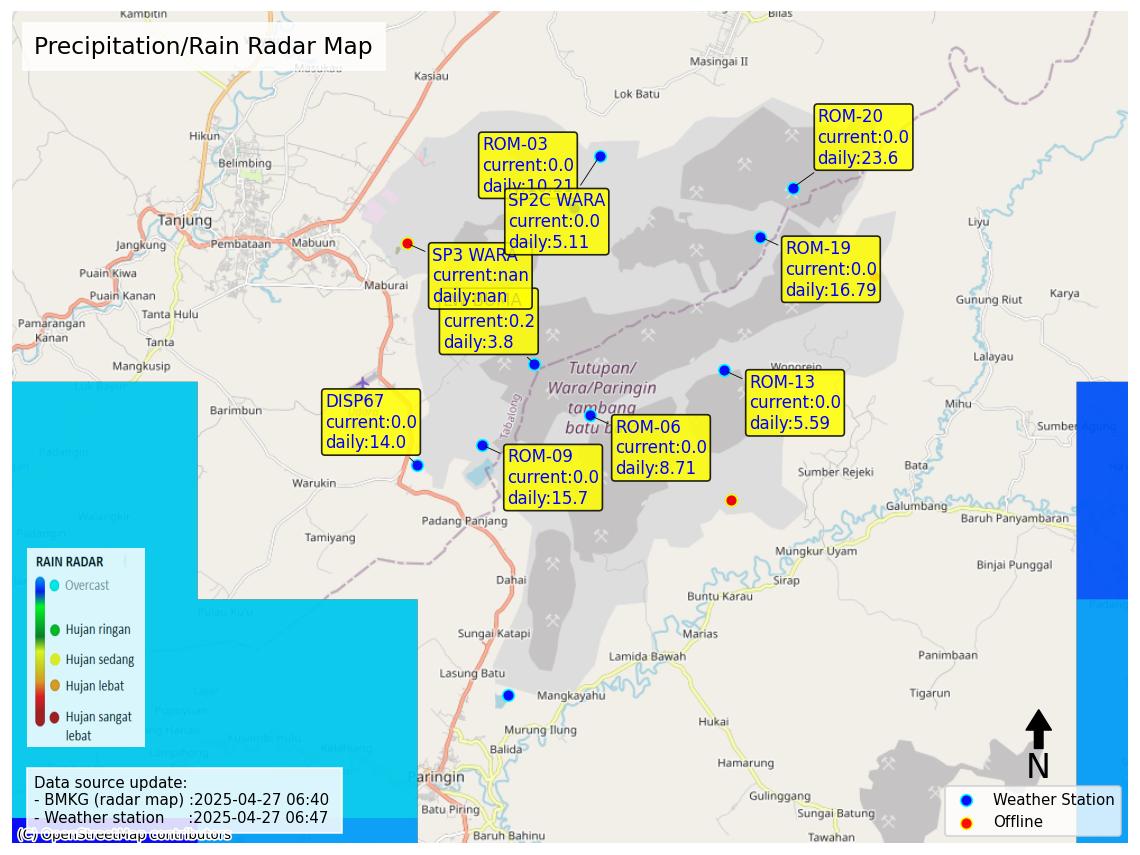 Precipitation/Rain Radar Map
Kambitin
Bilas
Masukau
Kasiau
Masingai II
Lok Batu
Hikun
Belimbing
ROM-03
current:0.0
daily:10.21
ROM-20
current:0.0
daily:23.6
SP2C WARA
current:0.0
daily:5.11
Tanjung
Jangkung
Pembataan
Mabuun
Liyu
SP3 WARA
current:nan
daily:nan
ROM-19
current:0.0
daily:16.79
Puain Kiwa
Puain Kanan
Maburai
Tanta Hulu
Gunung Riut
Karya
current:0.2
daily:3.8
Pamarangan
Kanan
Tanta
Mangkusip
Lalayau
Tutupan/
Wara/Paringin
tambang
batu b
Wonorejo
ROM-13
current:0.0
daily:5.59
DISP67
current:0.0
daily:14.0
Barimbun
Tabalong
Mihu
ROM-06
current:0.0
daily:8.71
Sumber Agung
ROM-09
current:0.0
daily:15.7
Padangin
Warukin
Sumber Rejeki
Bata
Galumbang
Baruh Panyambaran
Walangkir
Padangin
Padang Panjang
Tamiyang
Mungkur Uyam
Binjai Punggal
Dahai
Sirap
Buntu Karau
Pulau Ku'u
Sungai Katapi
Marias
Lamida Bawah
Panimbaan
Lasung Batu
Mangkayahu
Tigarun
Murung Ilung
Hukai
Balida
Hamarung
Paringin
Batu Piring
Gulinggang
Sungai Batung
Baruh Bahinu
Tawahan
RAIN RADAR
Overcast
Hujan ringan
Hujan sedang
Hujan lebat
Hujan sangat
lebat
Data source update:
- BMKG (radar map) :2025-04-27 06:40
- Weather station :2025-04-27 06:47
(C) OpenStreetMap contributors
N
Weather Station
Offline